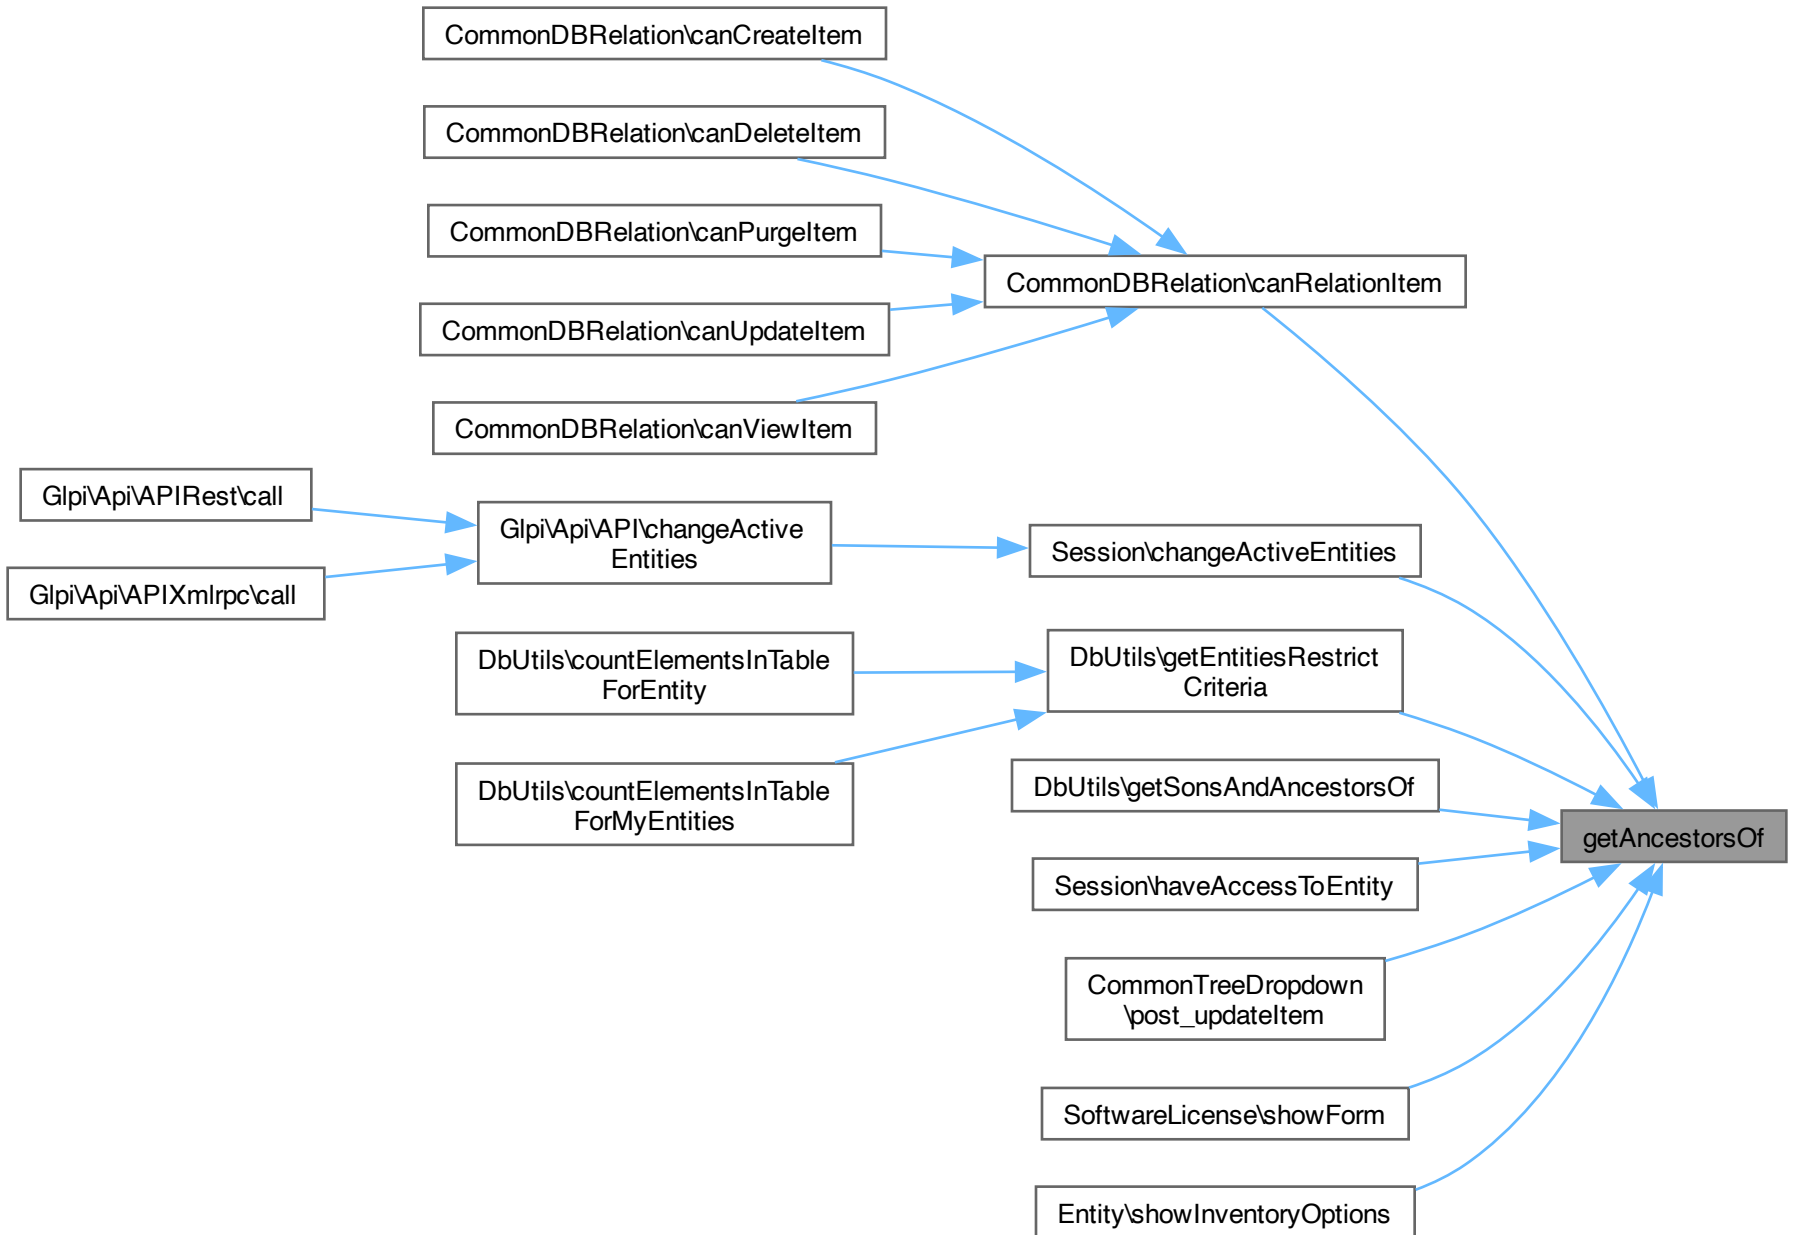 CommonDBRelation\canCreateItem
CommonDBRelation\canDeleteItem
CommonDBRelation\canPurgeItem
CommonDBRelation\canRelationItem
CommonDBRelation\canUpdateItem
CommonDBRelation\canViewItem
Glpi\Api\APIRest\call
Glpi\Api\APIXmlrpc\call
Glpi\Api\API\changeActive
Entities
Session\changeActiveEntities
DbUtils\countElementsInTable
ForEntity
DbUtils\getEntitiesRestrict
Criteria
DbUtils\countElementsInTable
ForMyEntities
DbUtils\getSonsAndAncestorsOf
getAncestorsOf
Session\haveAccessToEntity
CommonTreeDropdown
\post_updateItem
SoftwareLicense\showForm
Entity\showInventoryOptions